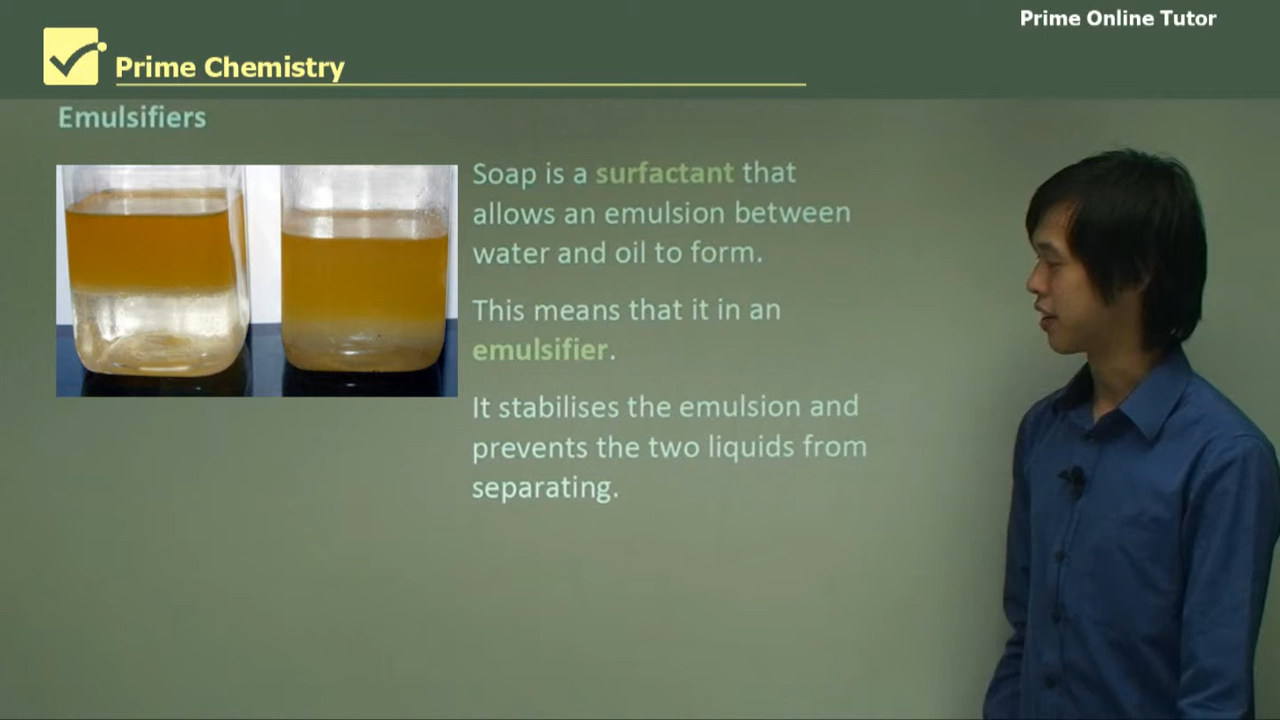 Prime Online Tutor
Prime Chemistry
Emulsifiers
Soap is a surfactant that
allows an emulsion between
water and oil to form.
This means that it in an
emulsifier.
It stabilises the emulsion and
prevents the two liquids from
separating.